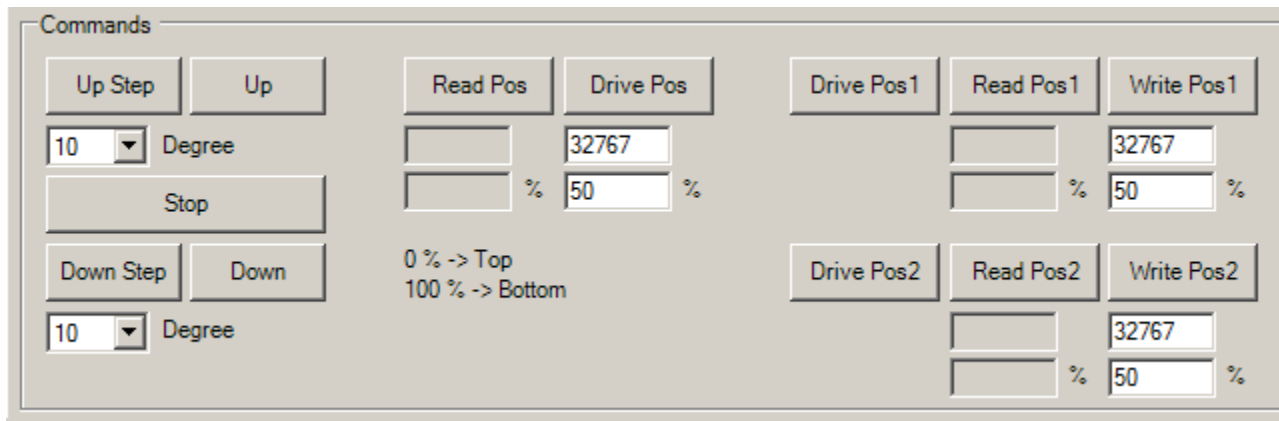 Commands
Up Step Up Read Pos Drive Pos Drive Pos1 Read Pos1 Write Pos1
10 Degree 32767 32767
Stop % 50 % % 50 %
Down Step Down 0 % -> Top Drive Pos2 Read Pos2 Write Pos2
100 % -> Bottom
10 Degree 32767
% 50 %